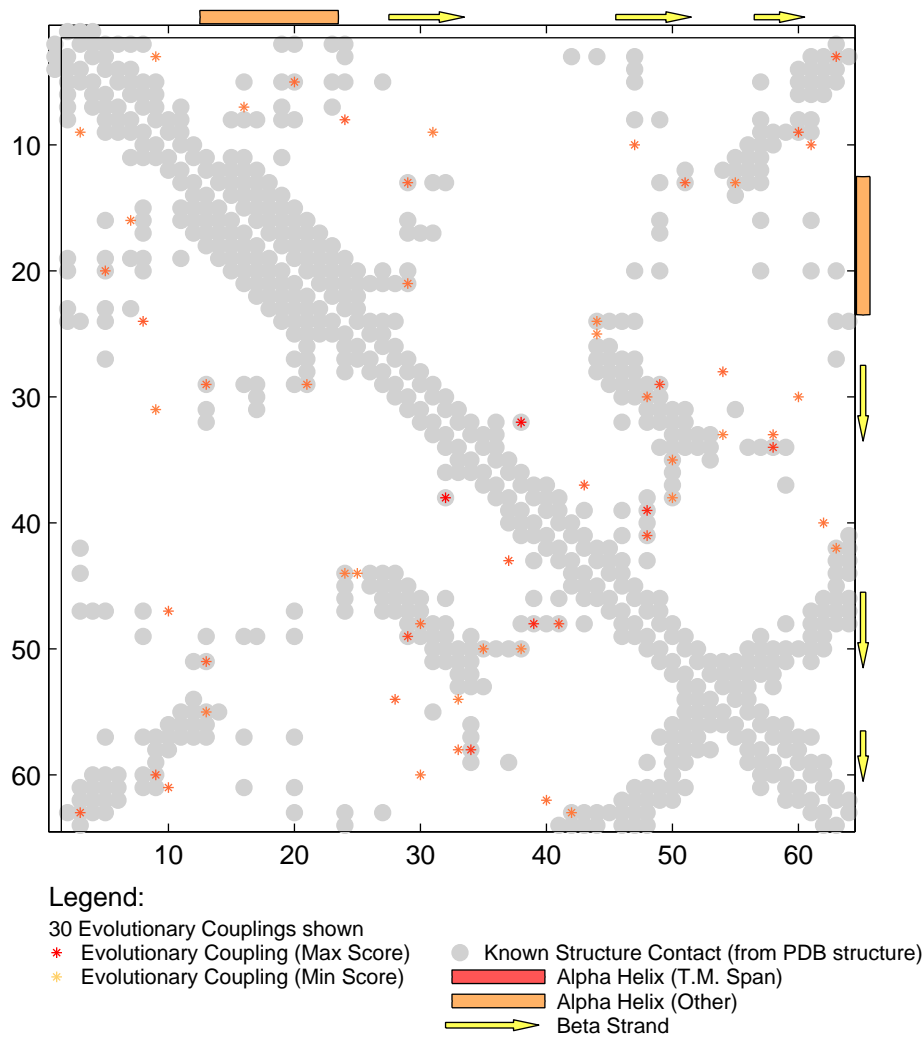 10
20
30
40
50
60
10 20 30 40 50 60
Legend:
30 Evolutionary Couplings shown
Evolutionary Coupling (Max Score)
Evolutionary Coupling (Min Score)
Known Structure Contact (from PDB structure)
Alpha Helix (T.M. Span)
Alpha Helix (Other)
Beta Strand